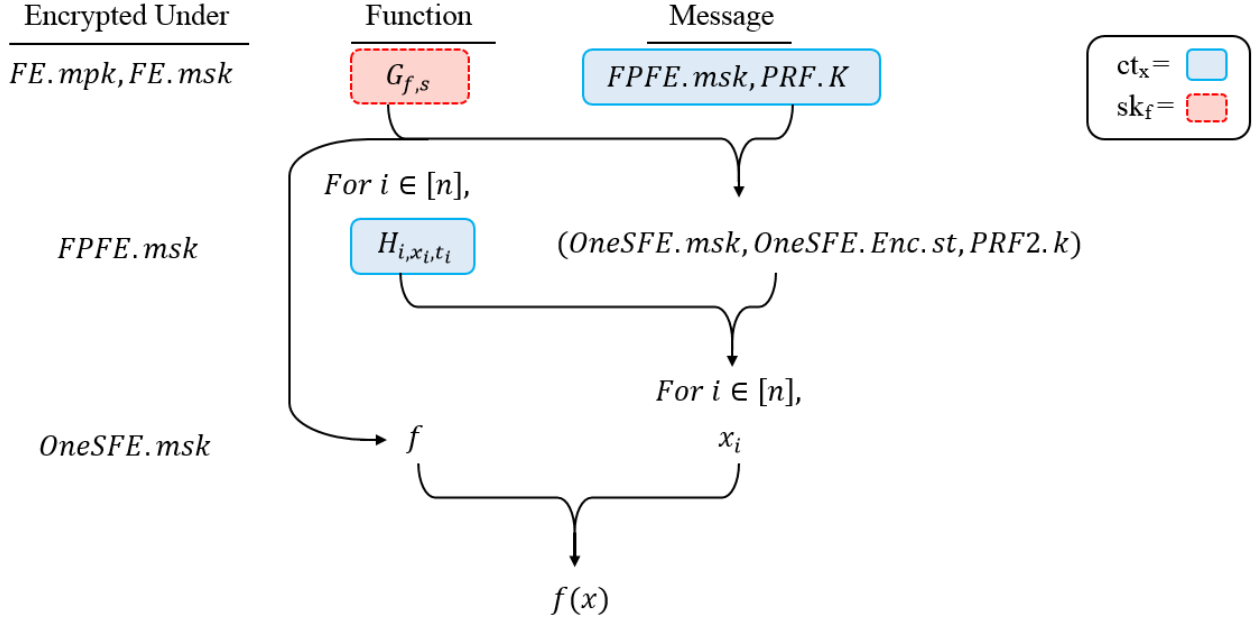 Encrypted Under Function Message
FE.mpk, FE.msk G_{f,s} FPFE.msk, PRF.K ct_x =
sk_f =
For i ∈ [n],
FPFE.msk H_{i,x_i,t_i} (OneSFE.msk, OneSFE.Enc.st, PRF2.k)
For i ∈ [n],
OneSFE.msk f x_i
f(x)